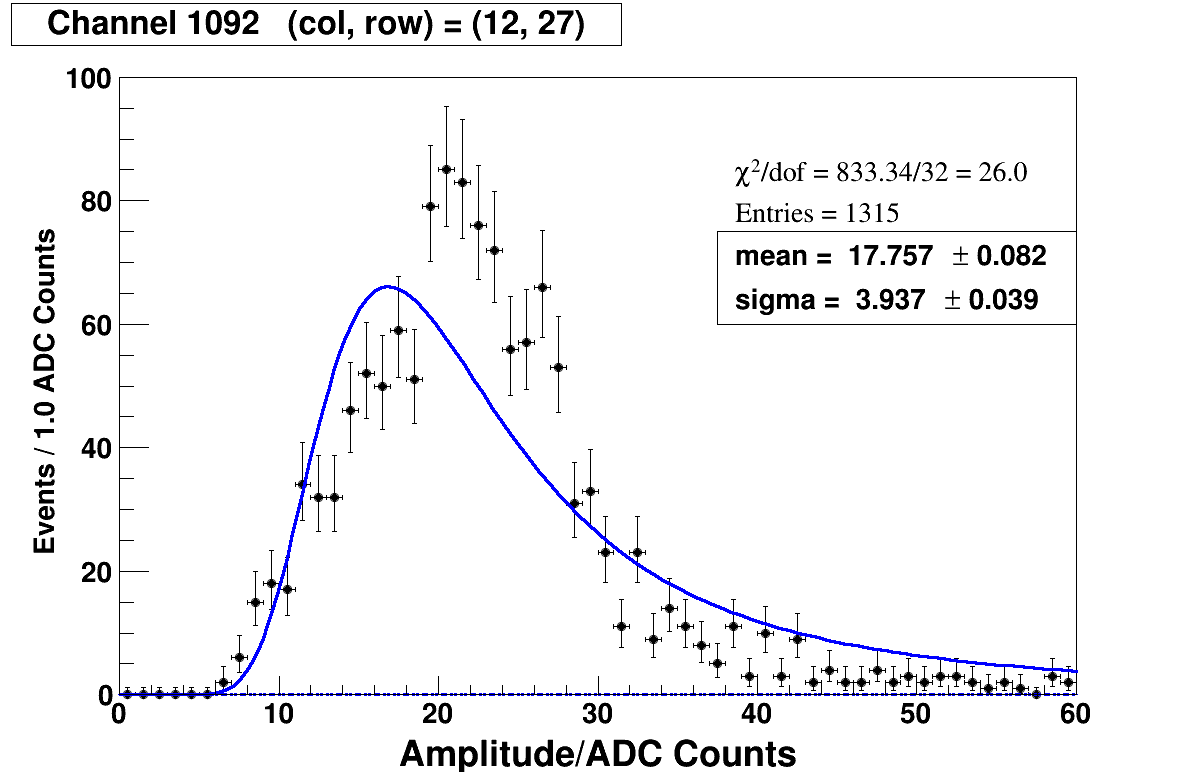 Channel 1092 (col, row) = (12, 27)
100
80
60
40
20
0
Events / 1.0 ADC Counts
χ²/dof = 833.34/32 = 26.0
Entries = 1315
mean = 17.757 ± 0.082
sigma = 3.937 ± 0.039
0 10 20 30 40 50 60
Amplitude/ADC Counts